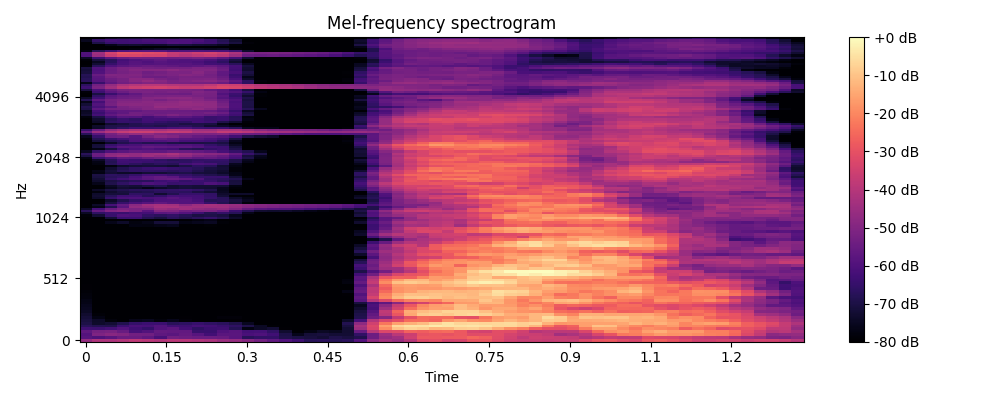 Mel-frequency spectrogram
+0 dB
-10 dB
4096
-20 dB
-30 dB
2048
Hz
-40 dB
1024
-50 dB
-60 dB
512
-70 dB
0
-80 dB
0 0.15 0.3 0.45 0.6 0.75 0.9 1.1 1.2
Time